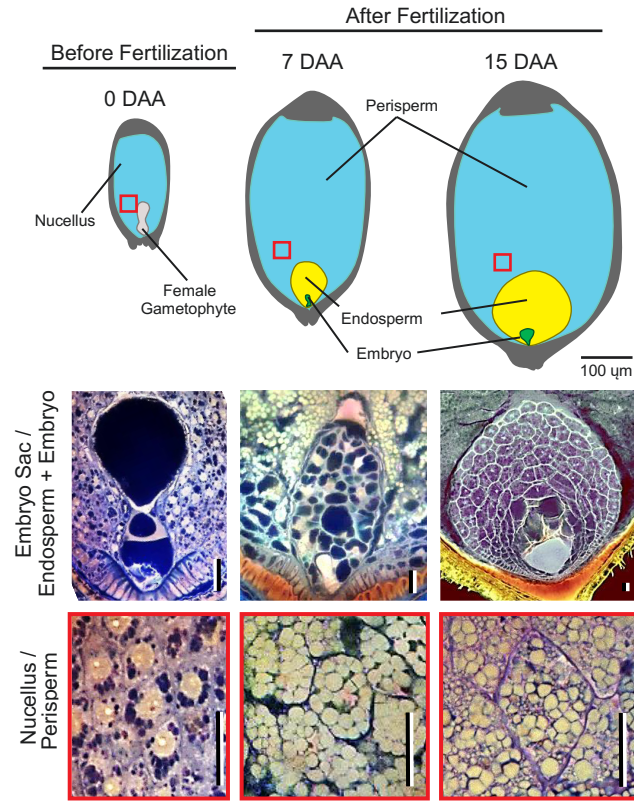 After Fertilization
Before Fertilization
0 DAA
7 DAA
15 DAA
Perisperm
Nucellus
Female
Gametophyte
Endosperm
Embryo
100 ųm
Embryo Sac /
Endosperm + Embryo
Nucellus /
Perisperm